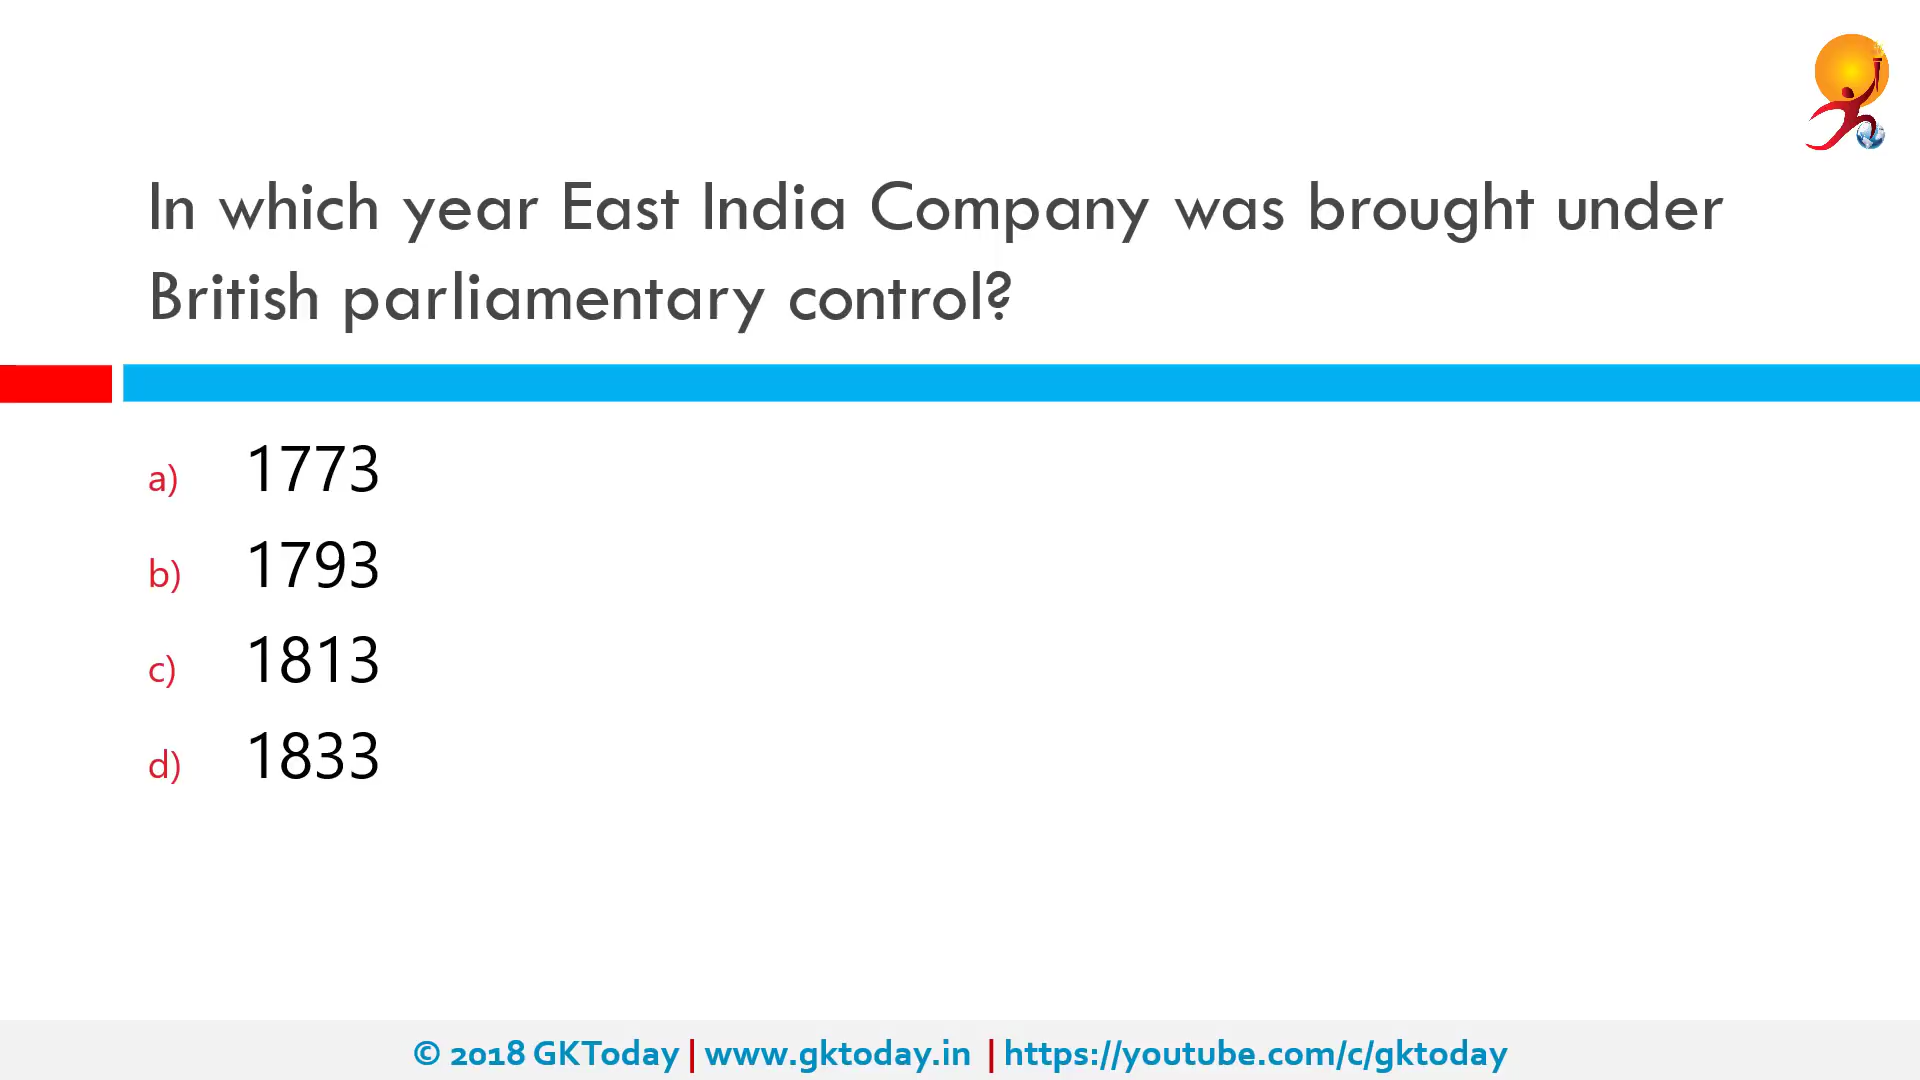 In which year East India Company was brought under
British parliamentary control?
a) 1773
b) 1793
c) 1813
d) 1833
© 2018 GKToday | www.gktoday.in | https://youtube.com/c/gktoday